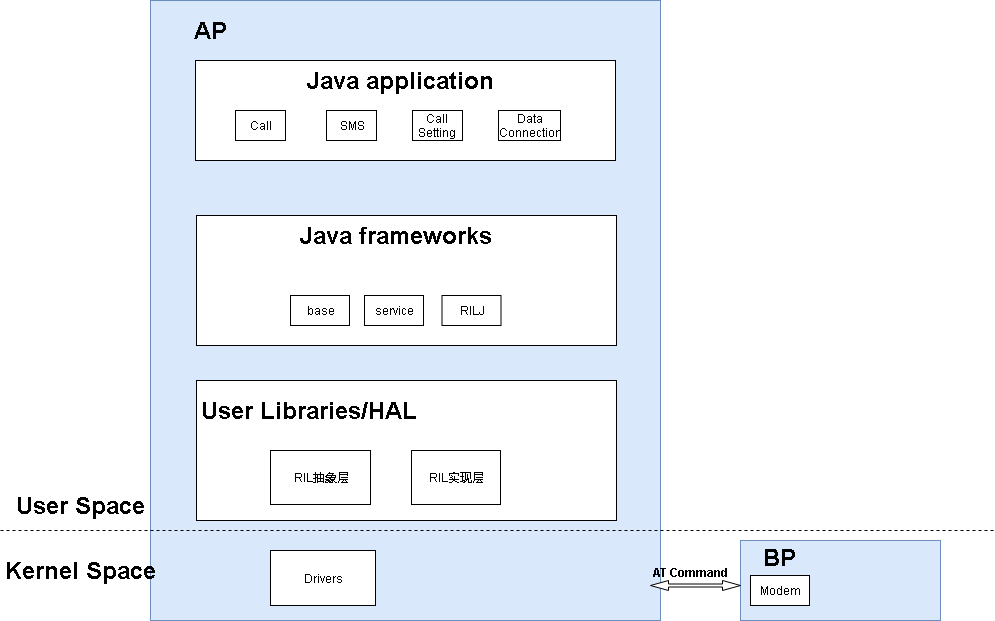 AP
Java application
Call
SMS
Call
Setting
Data
Connection
Java frameworks
base
service
RILJ
User Libraries/HAL
RIL抽象层
RIL实现层
User Space
Kernel Space
Drivers
AT Command
BP
Modem